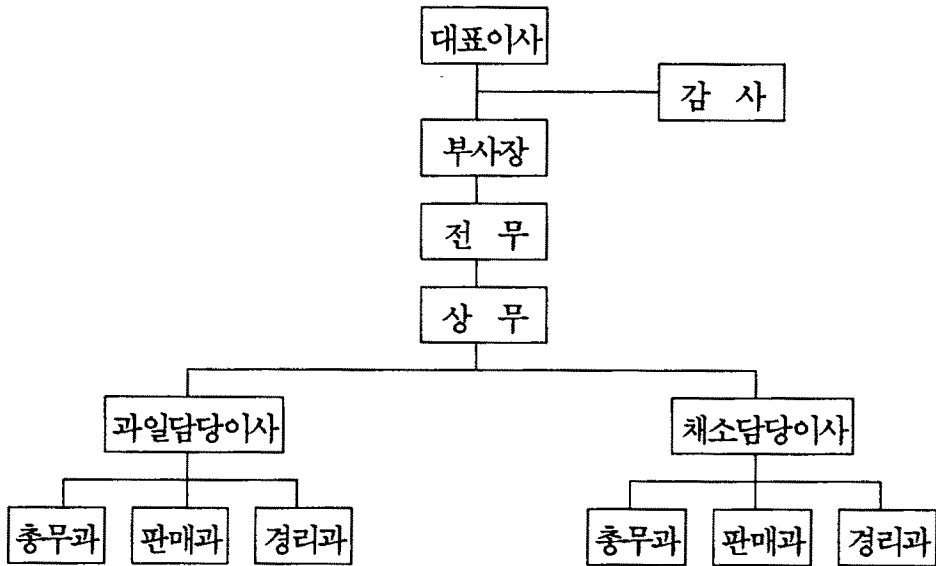 대표이사
감 사
부사장
전 무
상 무
과일담당이사 채소담당이사
총무과 판매과 경리과 총무과 판매과 경리과